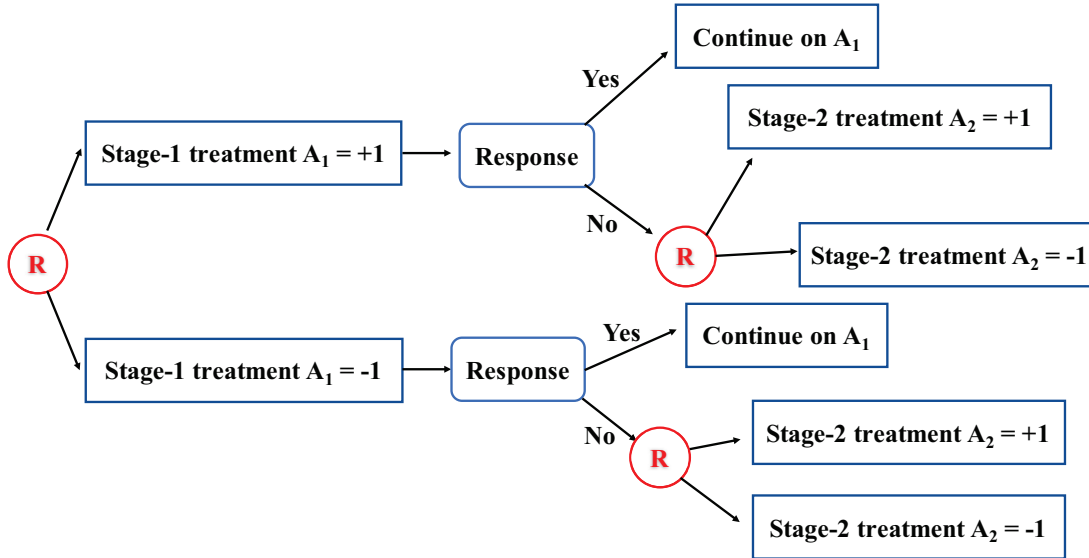 Continue on A₁
Yes
Stage-2 treatment A₂ = +1
Stage-1 treatment A₁ = +1
Response
No
R
Stage-2 treatment A₂ = -1
R
Yes
Continue on A₁
Stage-1 treatment A₁ = -1
Response
No
R
Stage-2 treatment A₂ = +1
Stage-2 treatment A₂ = -1